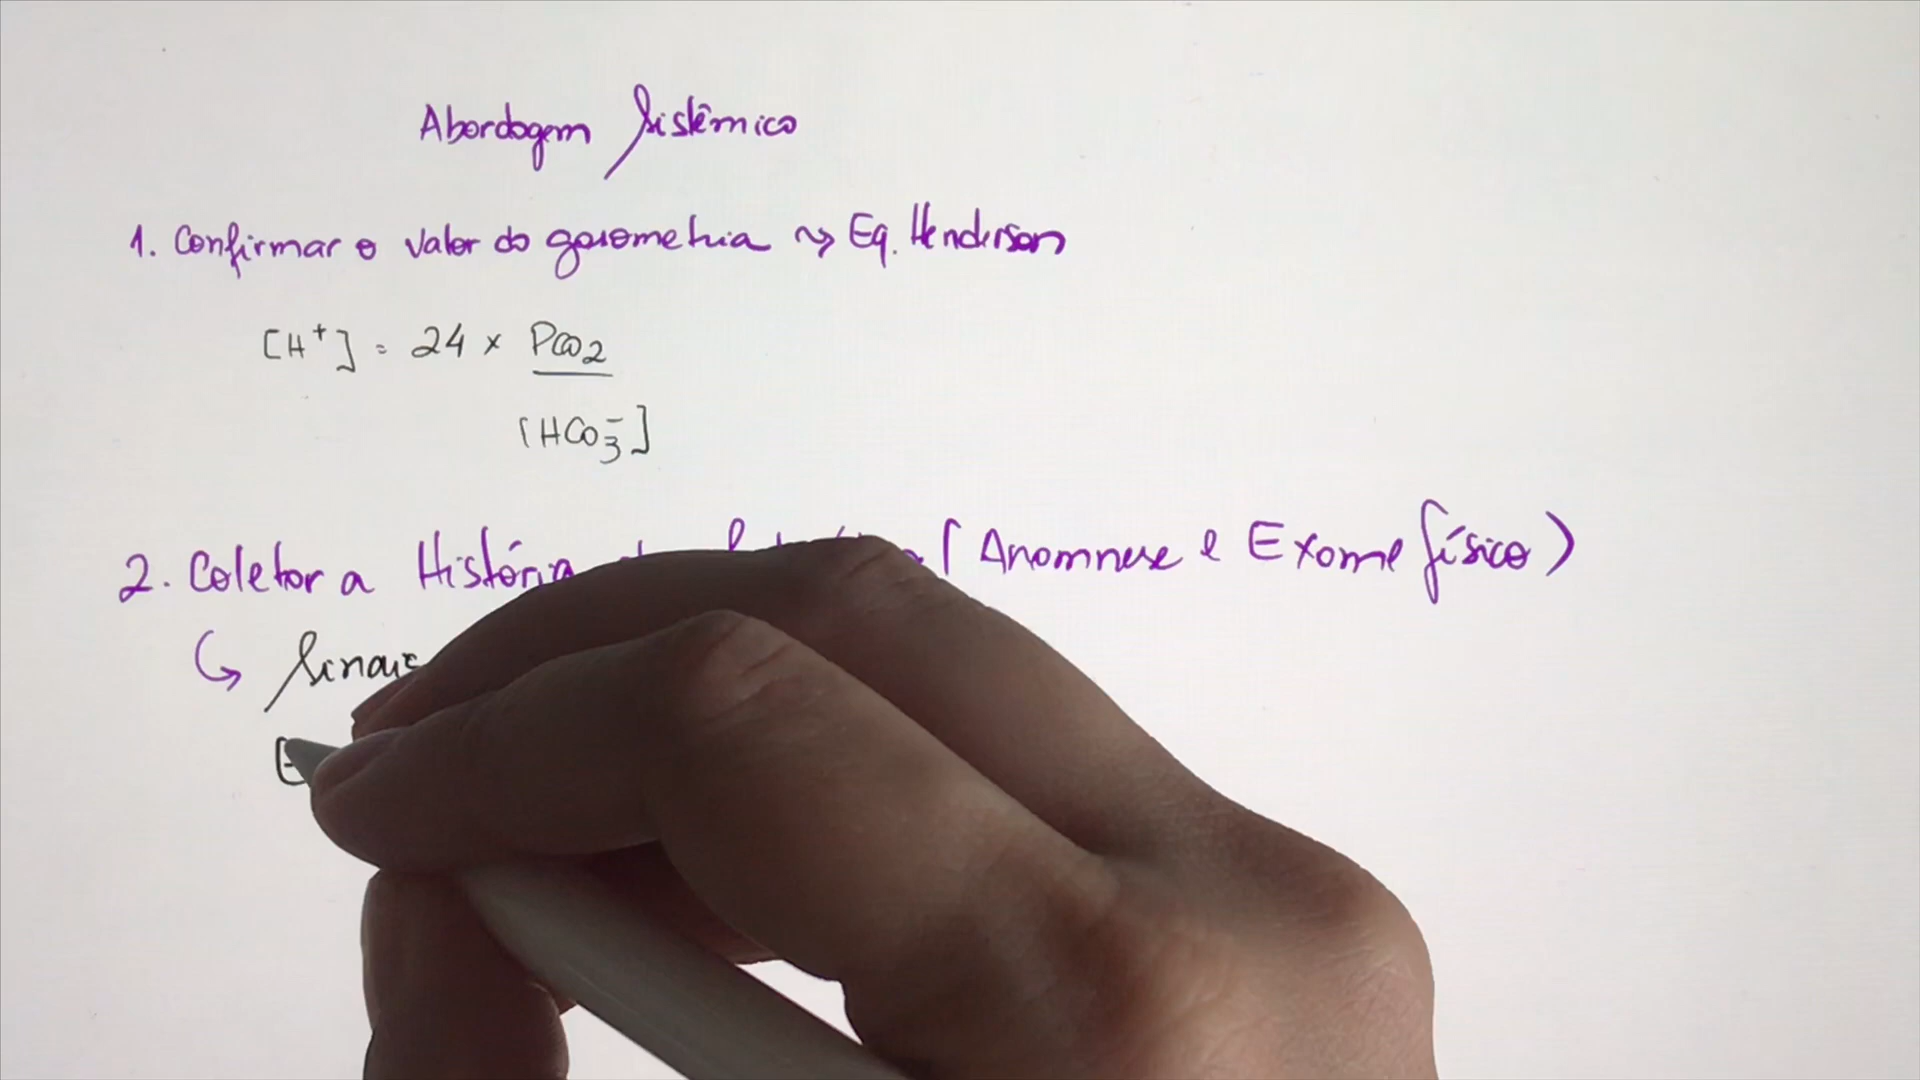 Abordagem Sistêmica
1. Confirmar o valor da gasometria ⤳ Eq. Henderson
[H⁺] = 24 × PCO2
[HCO3⁻]
2. Coletar a História (Anamnese e Exame físico)
↳ Sinais
E